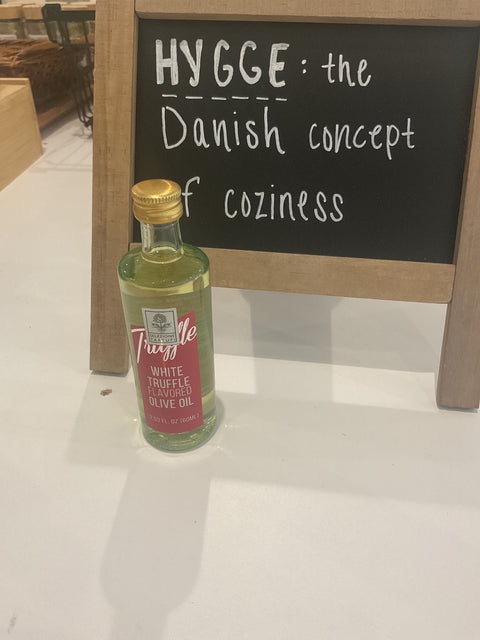 HYGGE: the
Danish concept
f coziness
Truffle
WHITE
TRUFFLE
FLAVORED
OLIVE OIL